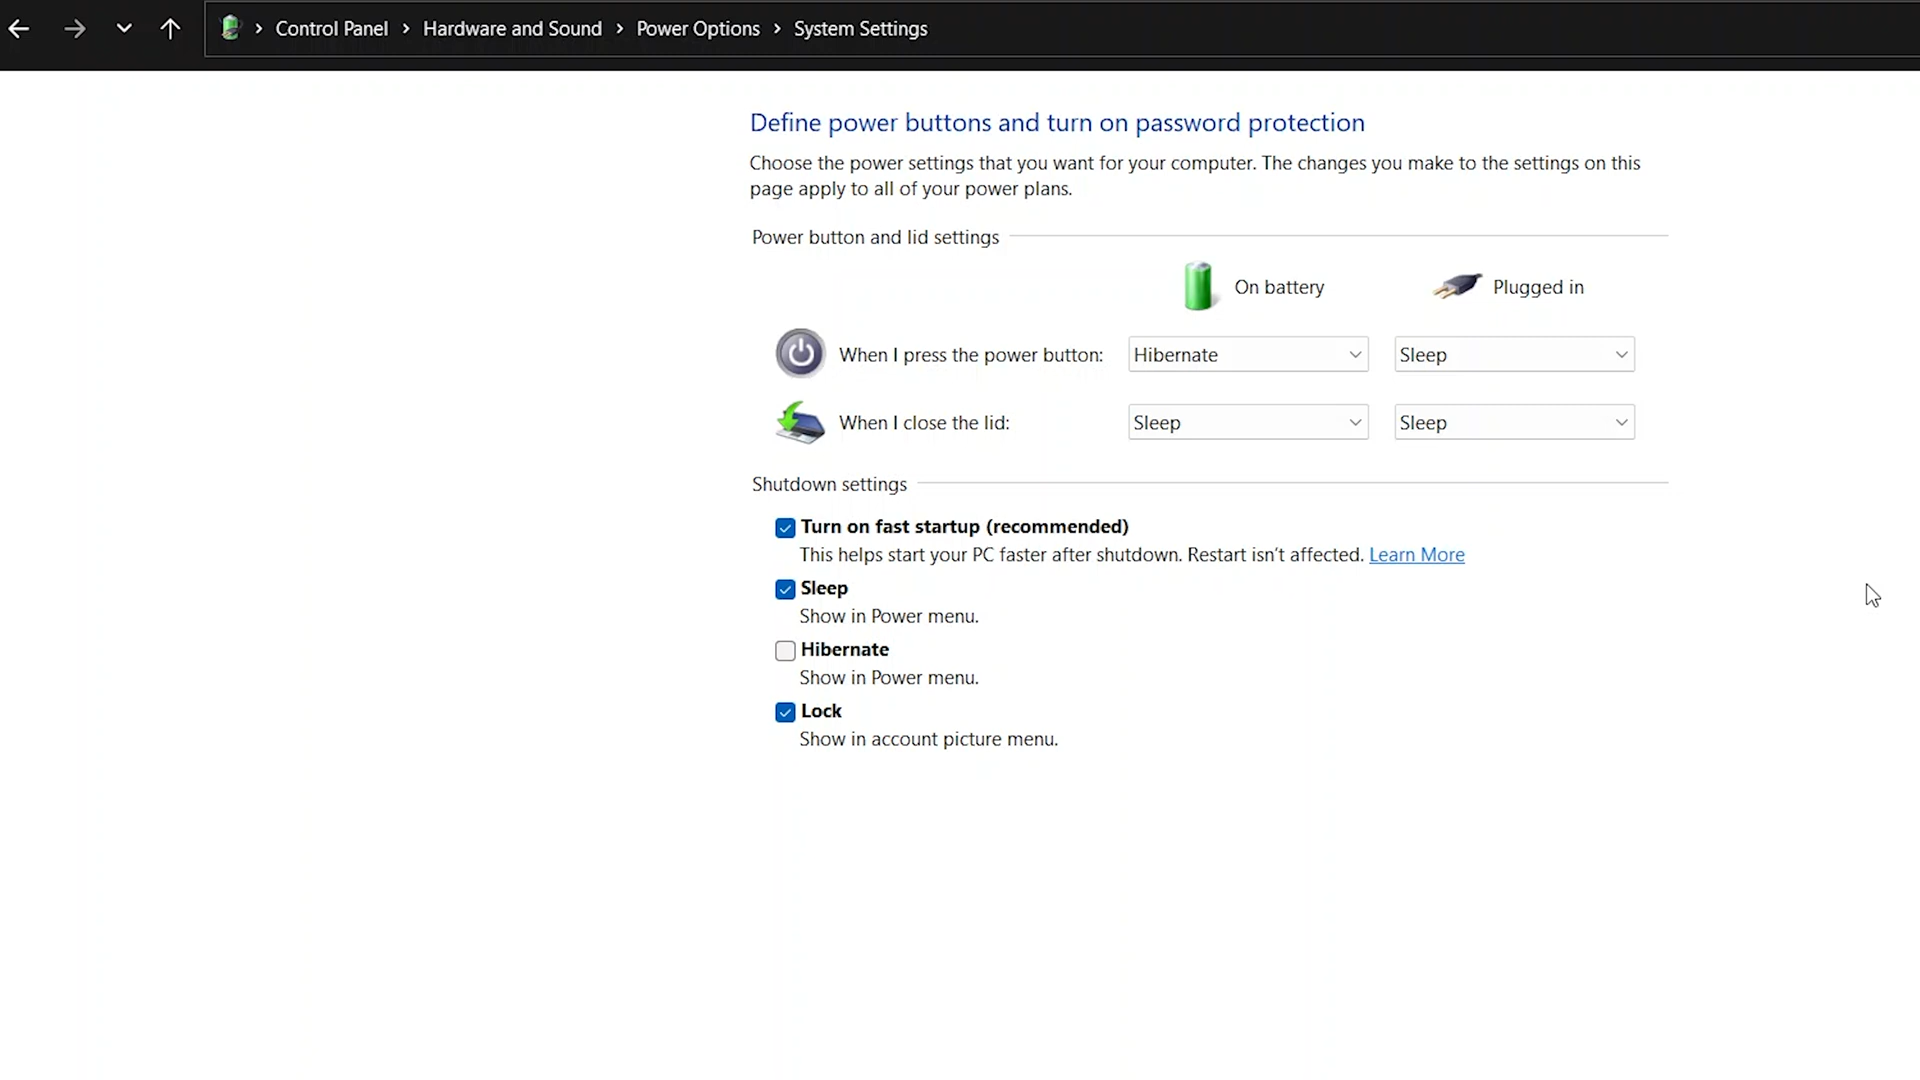 Control Panel > Hardware and Sound > Power Options > System Settings
Define power buttons and turn on password protection
Choose the power settings that you want for your computer. The changes you make to the settings on this
page apply to all of your power plans.
Power button and lid settings
On battery Plugged in
When I press the power button: Hibernate Sleep
When I close the lid: Sleep Sleep
Shutdown settings
Turn on fast startup (recommended)
This helps start your PC faster after shutdown. Restart isn't affected. Learn More
Sleep
Show in Power menu.
Hibernate
Show in Power menu.
Lock
Show in account picture menu.